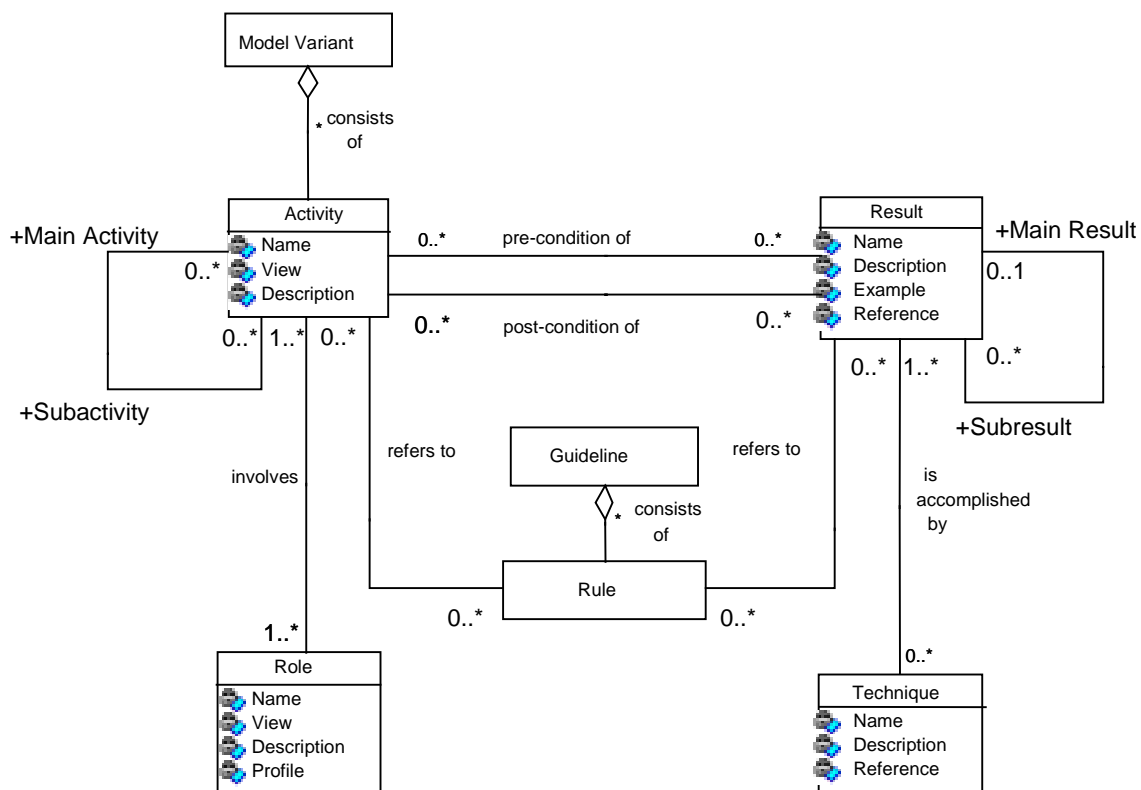 Model Variant
* consists
of
Activity
Name
View
Description
Result
Name
Description
Example
Reference
+Main Activity
0..*
0..*
pre-condition of
0..*
+Main Result
0..1
0..*
post-condition of
0..*
0..*
1..*
0..*
0..*
1..*
0..*
+Subactivity
+Subresult
involves
refers to
Guideline
refers to
is
accomplished
by
* consists
of
Rule
0..*
0..*
1..*
0..*
Role
Name
View
Description
Profile
Technique
Name
Description
Reference